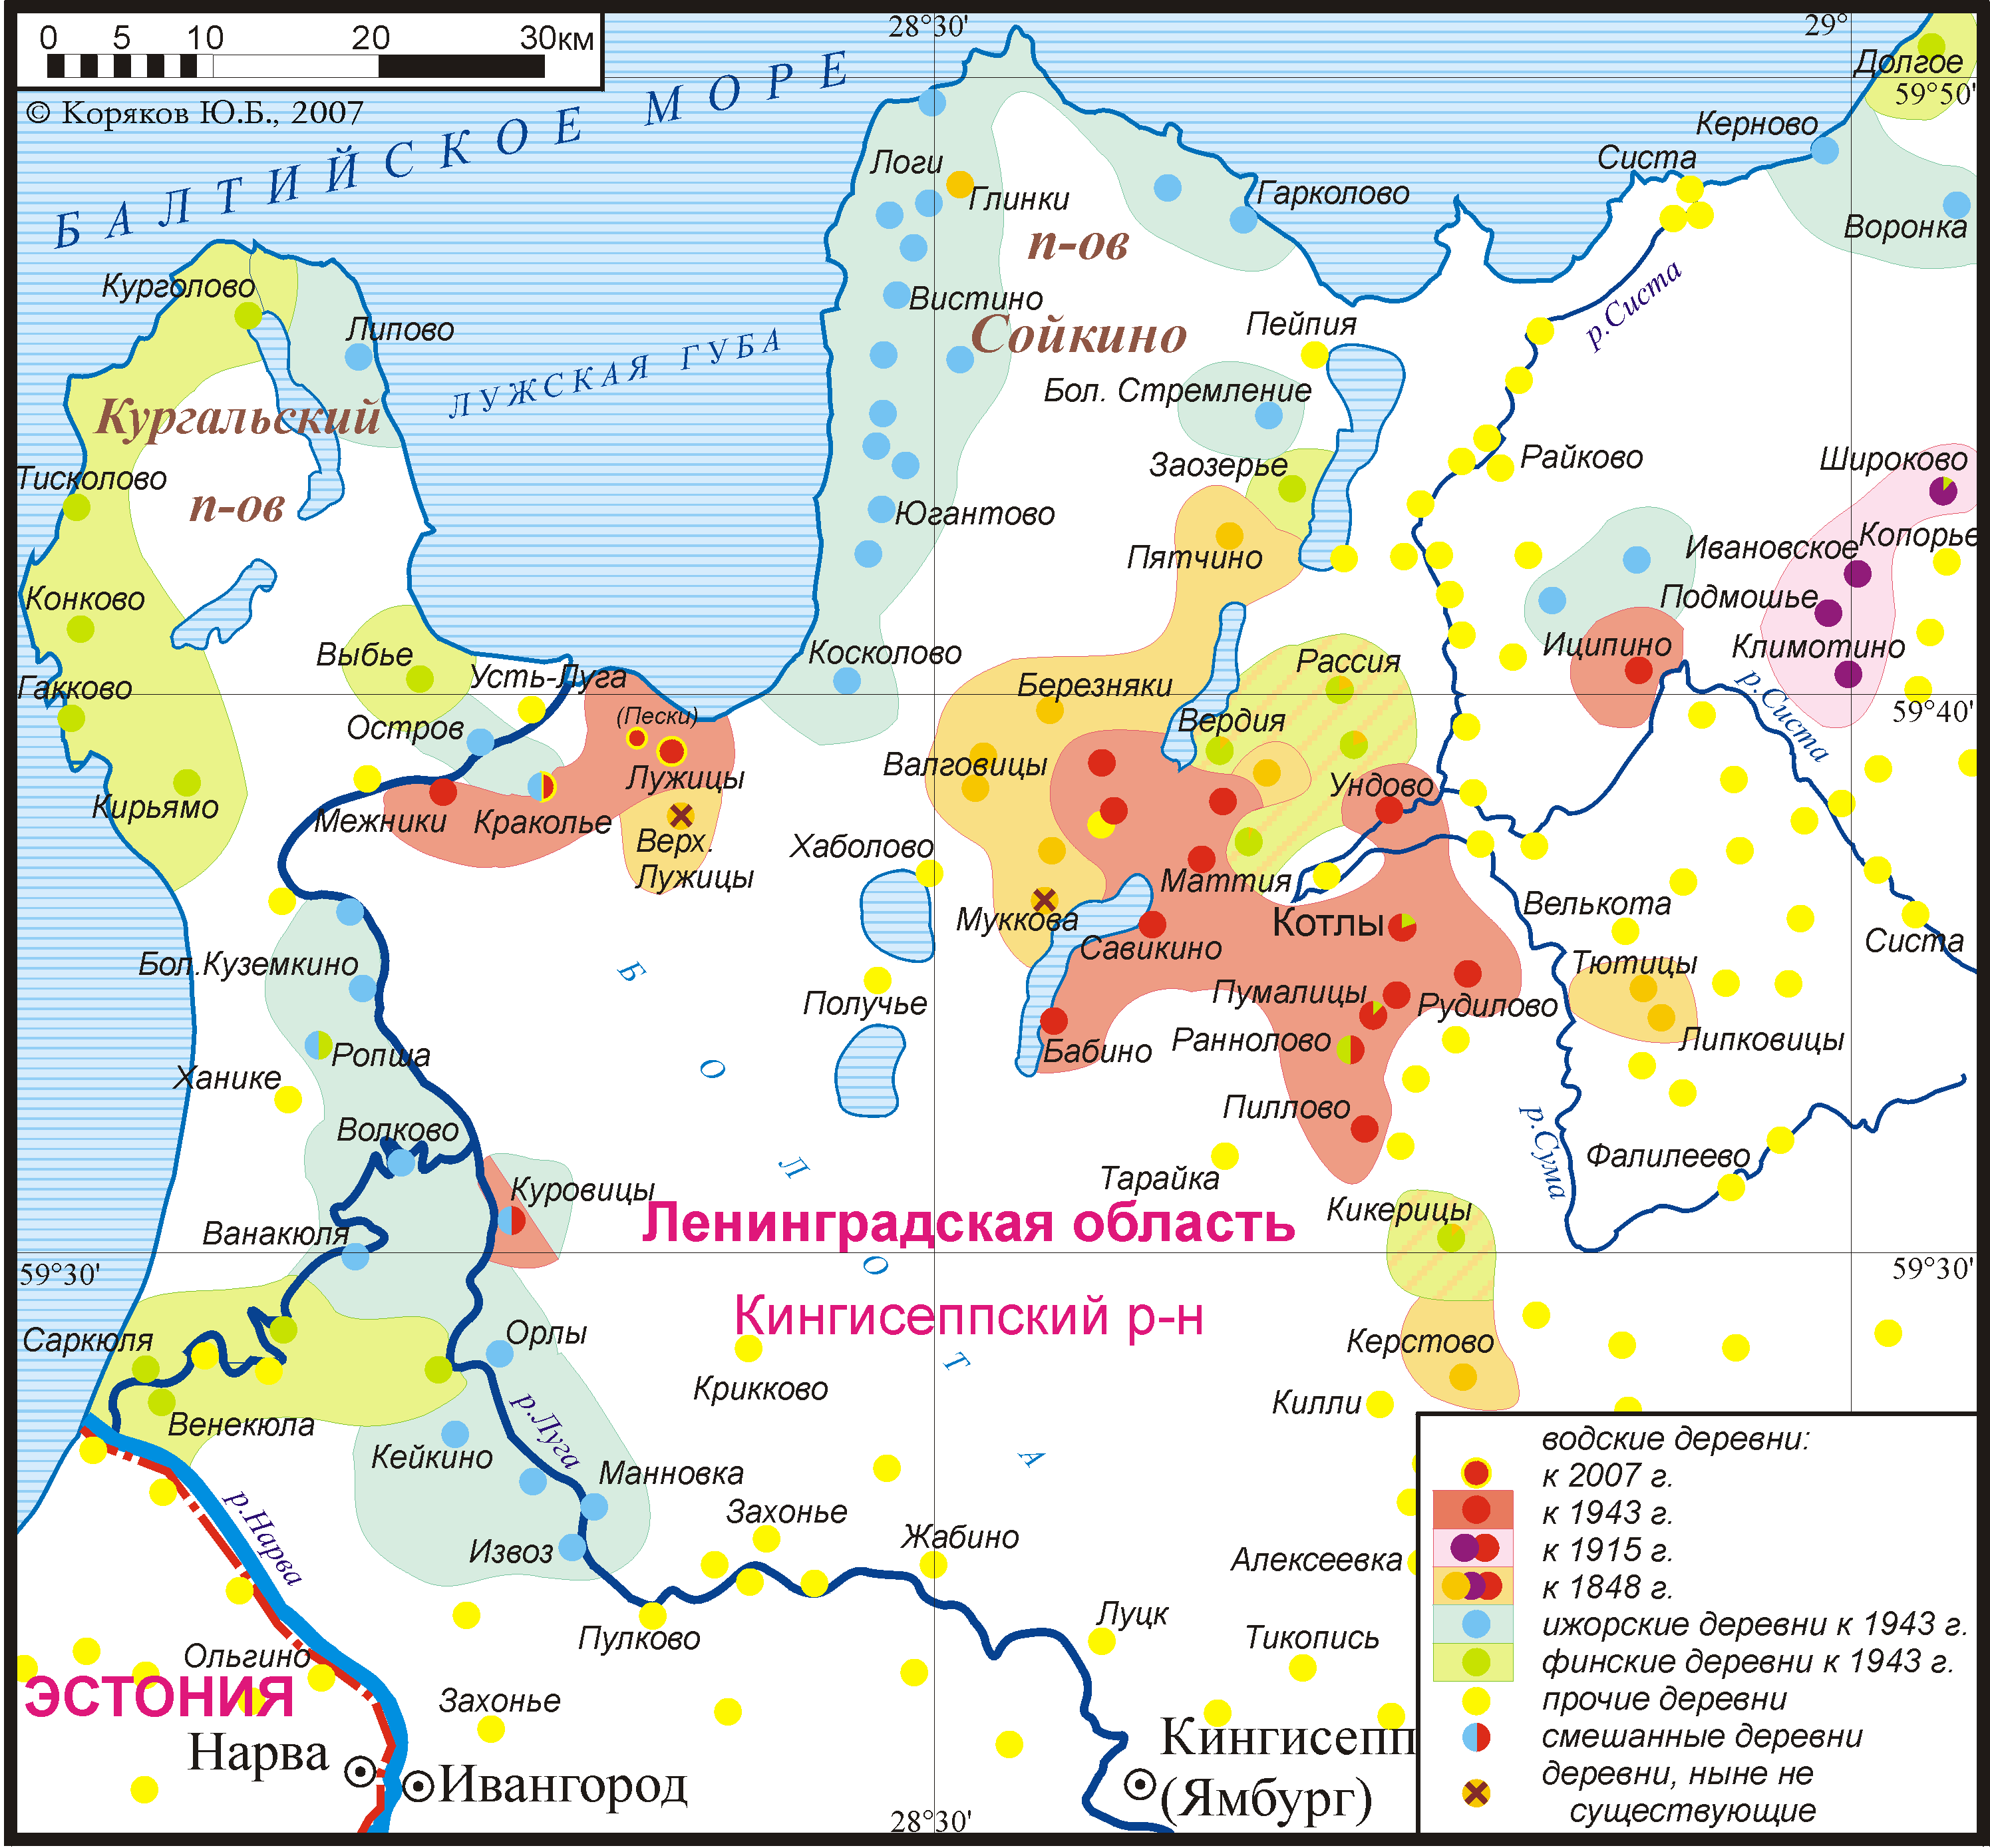 0 5 10 20 30км
© Коряков Ю.Б., 2007
28°30'
29°
59°50'
БАЛТИЙСКОЕ МОРЕ
Долгое
Керново
Систа
Воронка
Логи
Глинки
Гарколово
п-ов
Сойкино
Вистино
Курголово
Липово
ЛУЖСКАЯ ГУБА
р.Систа
Пейпия
Бол. Стремление
Кургальский
п-ов
Тисколово
Заозерье
Райково
Широково
Югантово
Пятчино
Ивановское
Копорье
Конково
Подмошье
Выбье
Усть-Луга
Косколово
Иципино
Климотино
Рассия
Гакково
Березняки
р.Систа
59°40'
Остров
(Пески)
Вердия
Кирьямо
Лужицы
Валговицы
Ундово
Межники
Краколье
Верх.
Лужицы
Хаболово
Маттия
Велькота
Муккова
Савикино
Котлы
Систа
Бол.Куземкино
Тютицы
Получье
Пумалицы
Рудилово
Липковицы
Ропша
Бабино
Раннолово
Ханике
Пиллово
БОЛОТА
Волково
р.Сума
Фалилеево
Тарайка
Куровицы
Ленинградская область
Кикерицы
Ванакюля
59°30'
59°30'
Кингисеппский р-н
Саркюля
Орлы
Керстово
Крикково
Килли
Венекюла
р.Луга
Кейкино
Манновка
Захонье
р.Нарва
Извоз
Жабино
Алексеевка
Пулково
Луцк
Тикопись
Ольгино
ЭСТОНИЯ
Захонье
Нарва
Ивангород
Кингисепп
(Ямбург)
28°30'
водские деревни:
к 2007 г.
к 1943 г.
к 1915 г.
к 1848 г.
ижорские деревни к 1943 г.
финские деревни к 1943 г.
прочие деревни
смешанные деревни
деревни, ныне не
существующие